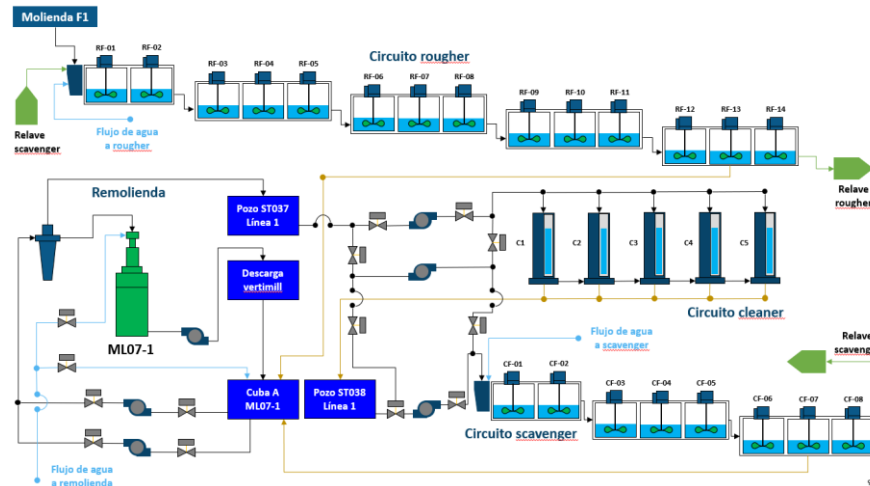 Molienda F1
RF-01
RF-02
RF-03
RF-04
RF-05
Circuito rougher
RF-06
RF-07
RF-08
RF-09
RF-10
RF-11
RF-12
RF-13
RF-14
Relave
scavenger
Flujo de agua
a rougher
Relave
rougher
Remolienda
Pozo ST037
Línea 1
Descarga
vertimill
ML07-1
C1
C2
C3
C4
C5
Circuito cleaner
Flujo de agua
a scavenger
Relave
scavenger
Cuba A
ML07-1
Pozo ST038
Línea 1
CF-01
CF-02
CF-03
CF-04
CF-05
CF-06
CF-07
CF-08
Circuito scavenger
Flujo de agua
a remolienda